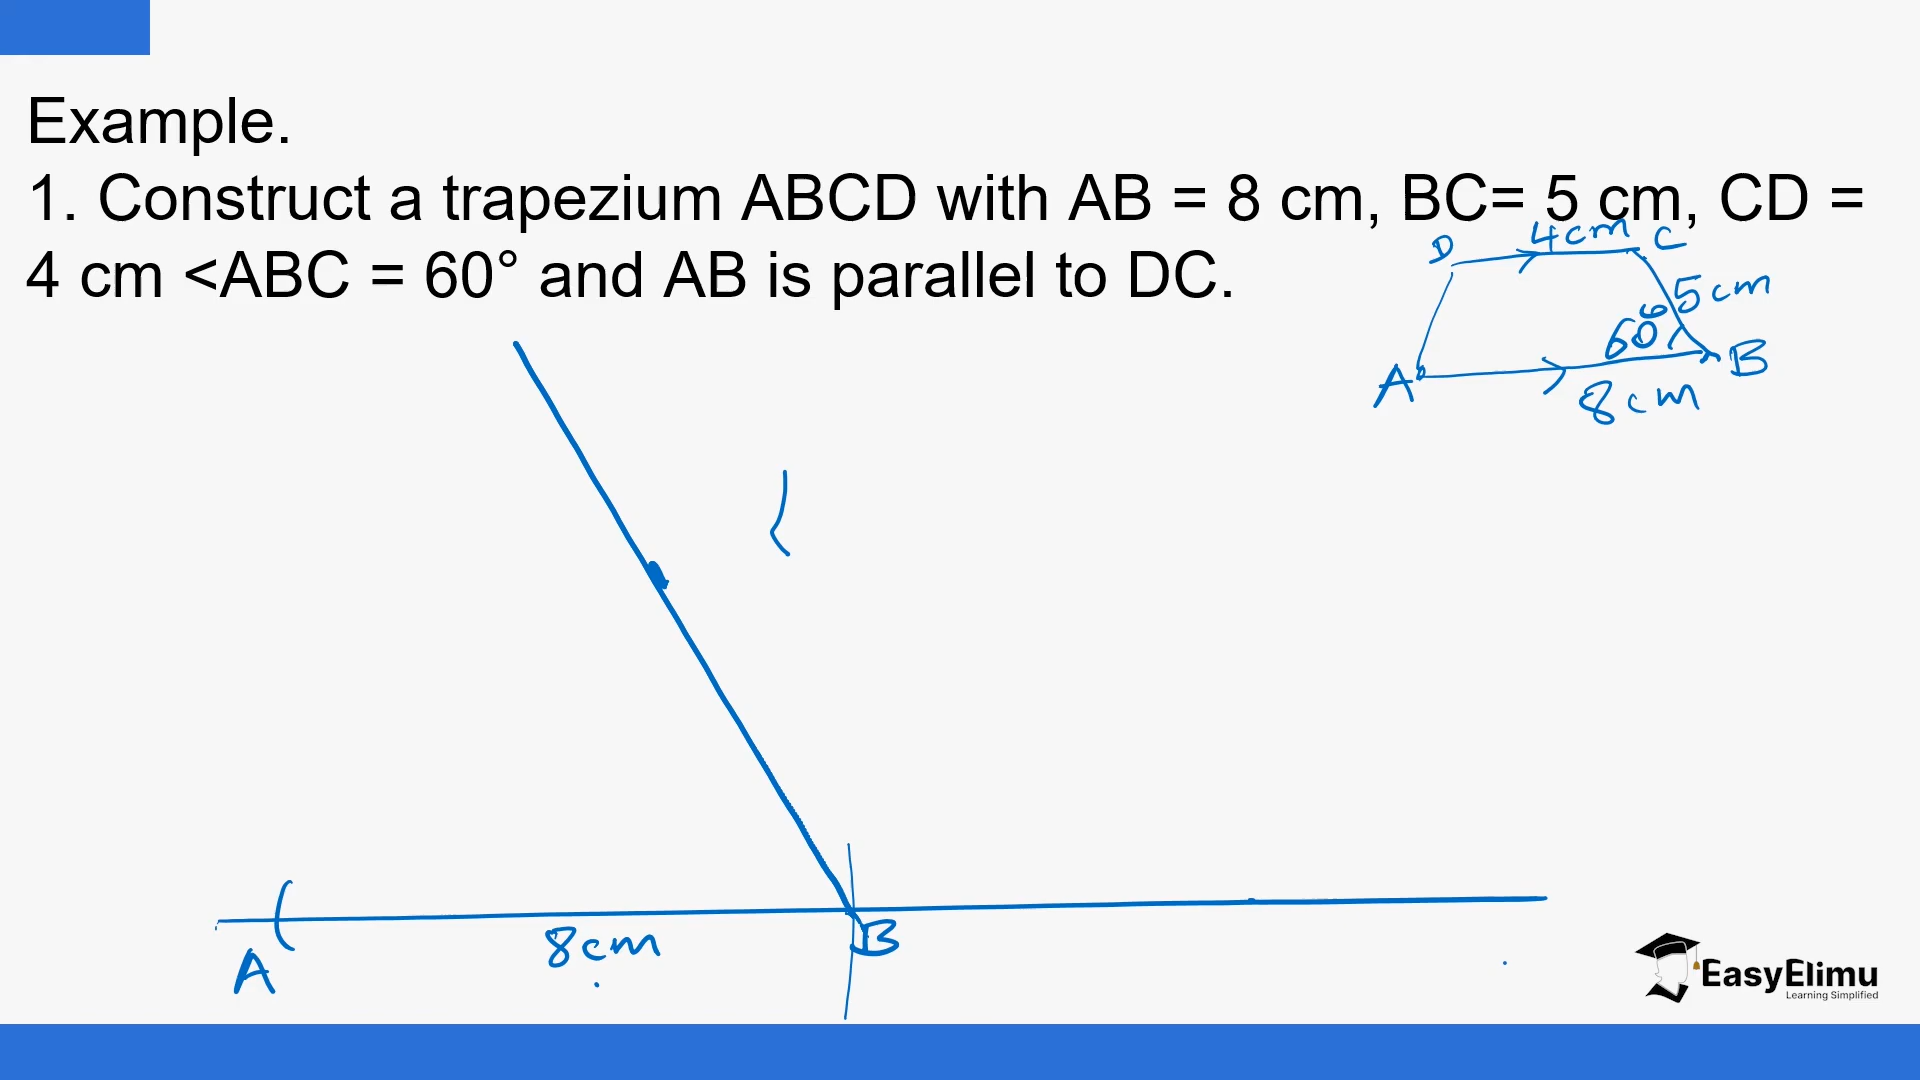 Example.
1. Construct a trapezium ABCD with AB = 8 cm, BC= 5 cm, CD =
4 cm <ABC = 60° and AB is parallel to DC.
D 4cm C
5cm
60°
A B
8cm
A 8cm B
EasyElimu
Learning Simplified